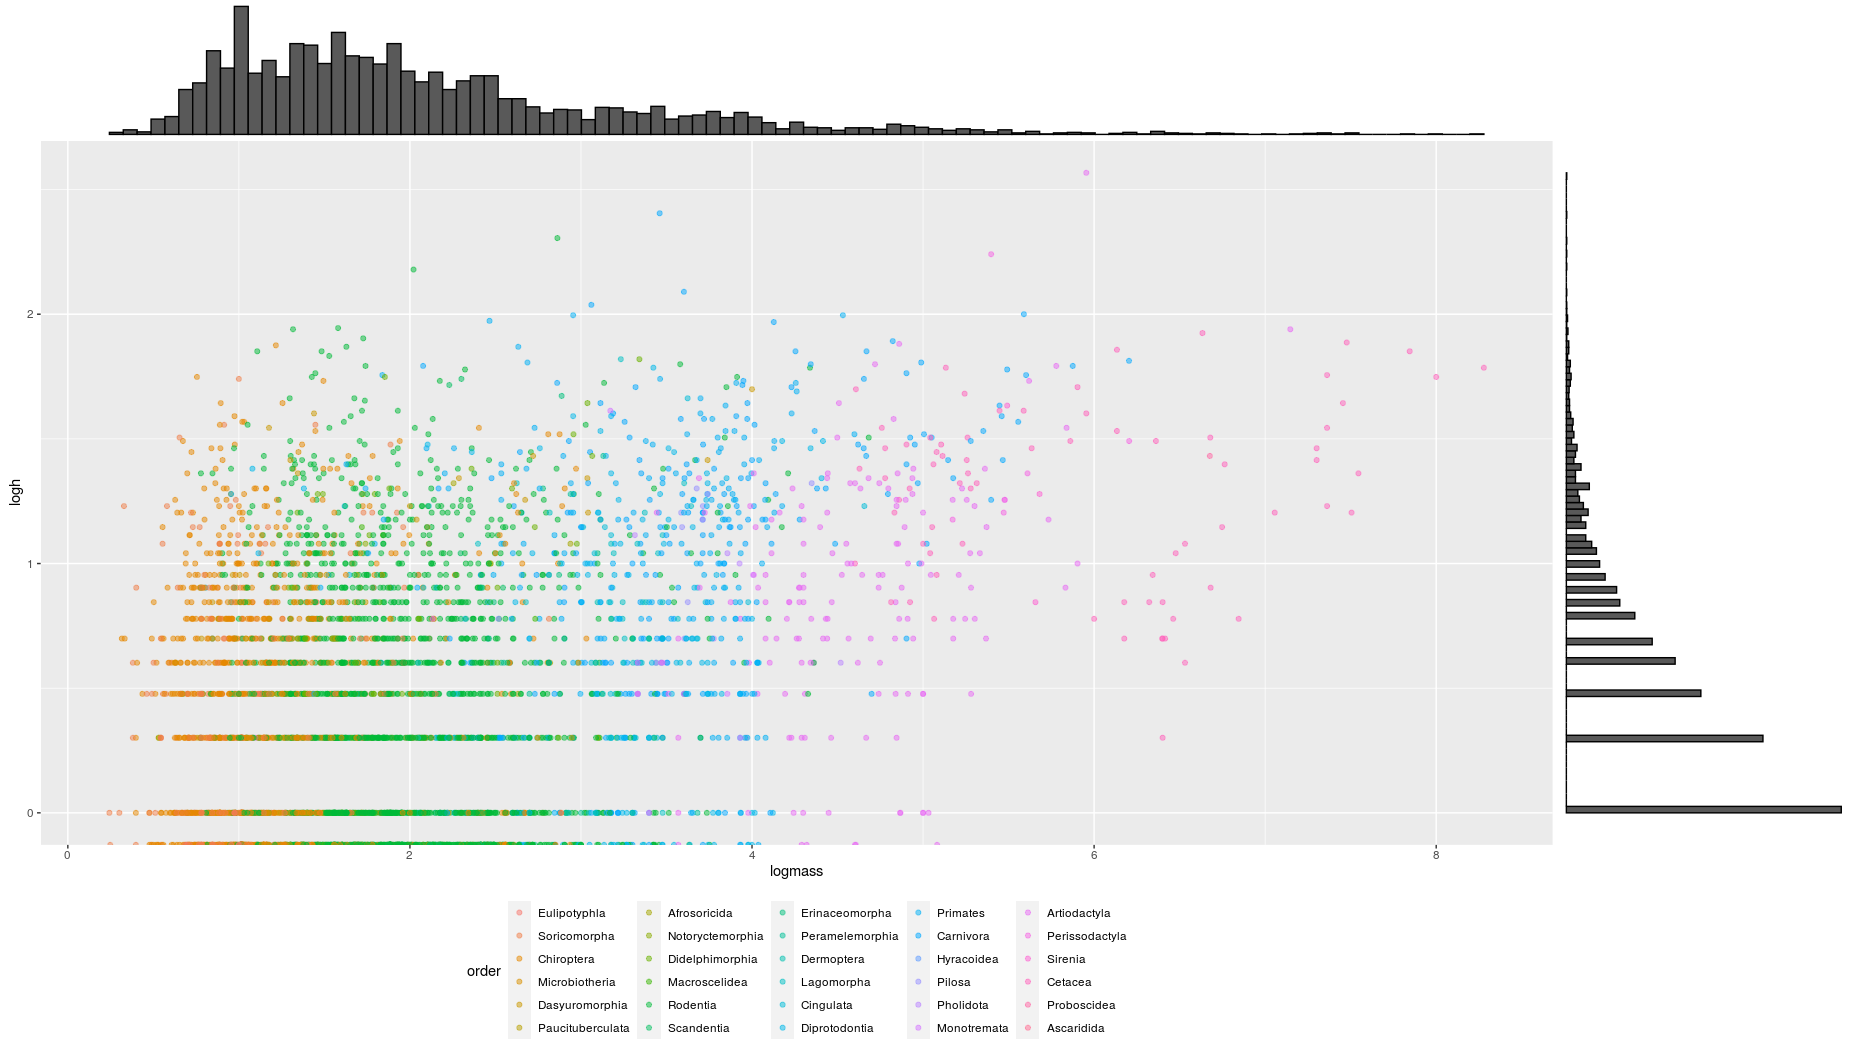 logh
2
1
0
0 2 4 6 8
logmass
order
Eulipotyphla Afrosoricida Erinaceomorpha Primates Artiodactyla
Soricomorpha Notoryctemorphia Peramelemorphia Carnivora Perissodactyla
Chiroptera Didelphimorphia Dermoptera Hyracoidea Sirenia
Microbiotheria Macroscelidea Lagomorpha Pilosa Cetacea
Dasyuromorphia Rodentia Cingulata Pholidota Proboscidea
Paucituberculata Scandentia Diprotodontia Monotremata Ascaridida